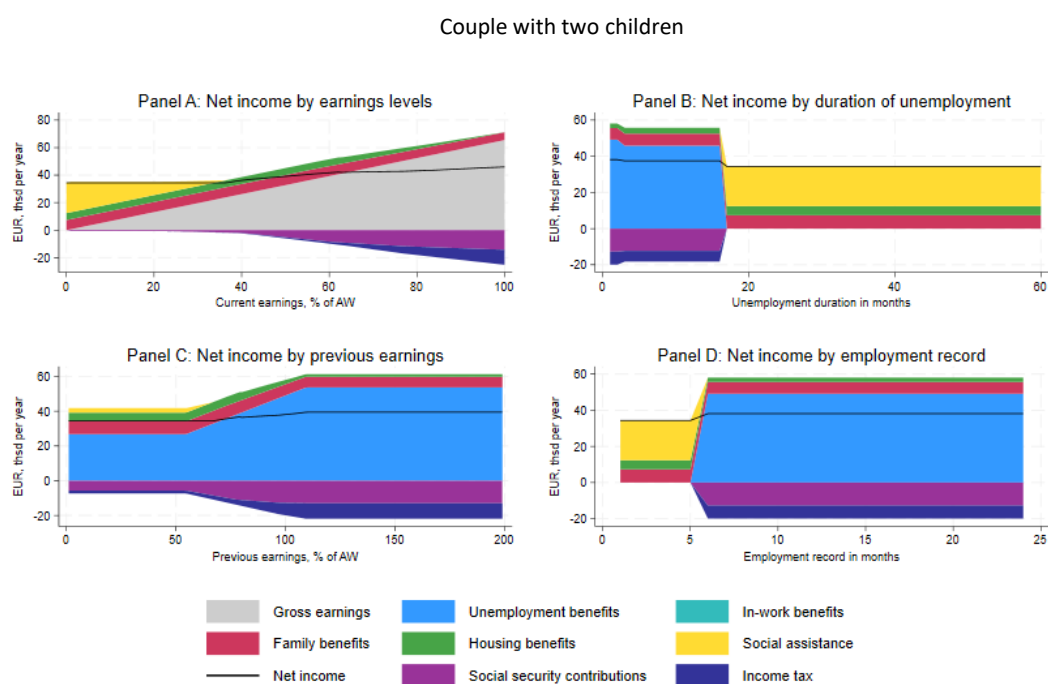 Couple with two children
Panel A: Net income by earnings levels
EUR, thsd per year
80
60
40
20
0
-20
0 20 40 60 80 100
Current earnings, % of AW
Panel B: Net income by duration of unemployment
EUR, thsd per year
60
40
20
0
-20
0 20 40 60
Unemployment duration in months
Panel C: Net income by previous earnings
EUR, thsd per year
60
40
20
0
-20
0 50 100 150 200
Previous earnings, % of AW
Panel D: Net income by employment record
EUR, thsd per year
60
40
20
0
-20
0 5 10 15 20 25
Employment record in months
Gross earnings Unemployment benefits In-work benefits
Family benefits Housing benefits Social assistance
Net income Social security contributions Income tax